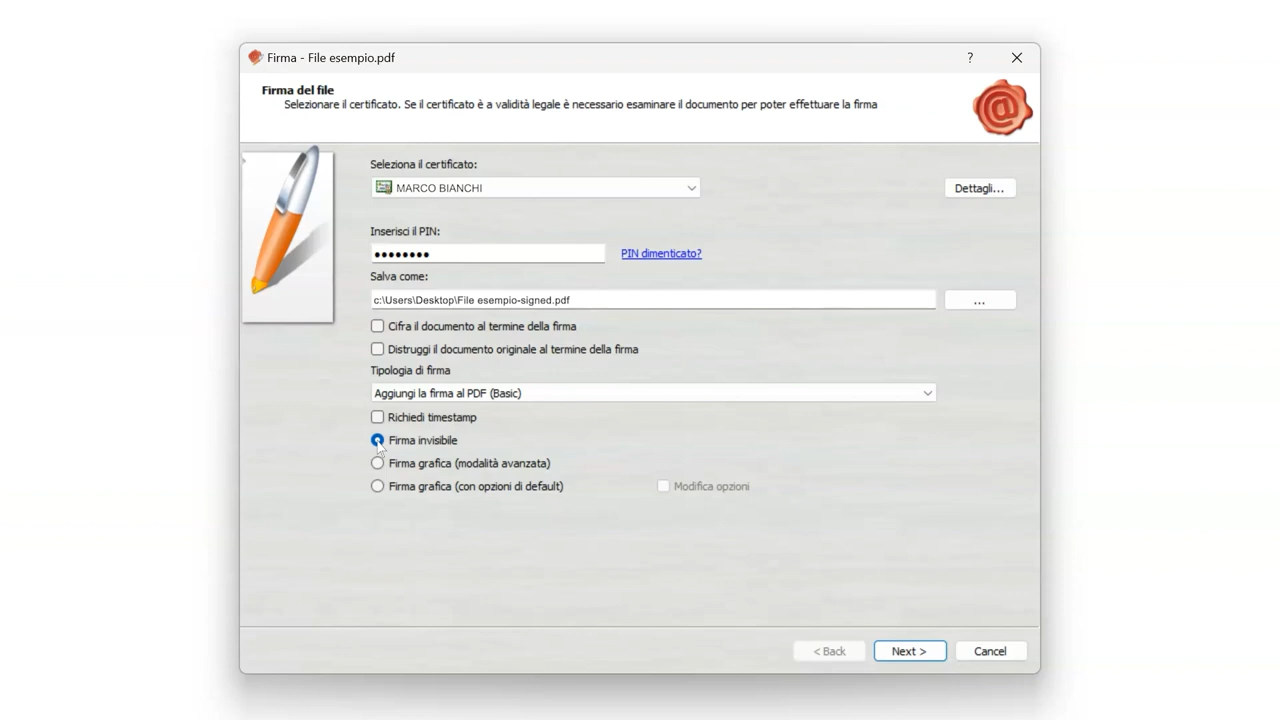 Firma - File esempio.pdf
?
Firma del file
Selezionare il certificato. Se il certificato è a validità legale è necessario esaminare il documento per poter effettuare la firma
@
Seleziona il certificato:
MARCO BIANCHI
Dettagli...
Inserisci il PIN:
••••••••
PIN dimenticato?
Salva come:
c:\Users\Desktop\File esempio-signed.pdf
...
Cifra il documento al termine della firma
Distruggi il documento originale al termine della firma
Tipologia di firma
Aggiungi la firma al PDF (Basic)
Richiedi timestamp
Firma invisibile
Firma grafica (modalità avanzata)
Firma grafica (con opzioni di default)
Modifica opzioni
< Back
Next >
Cancel